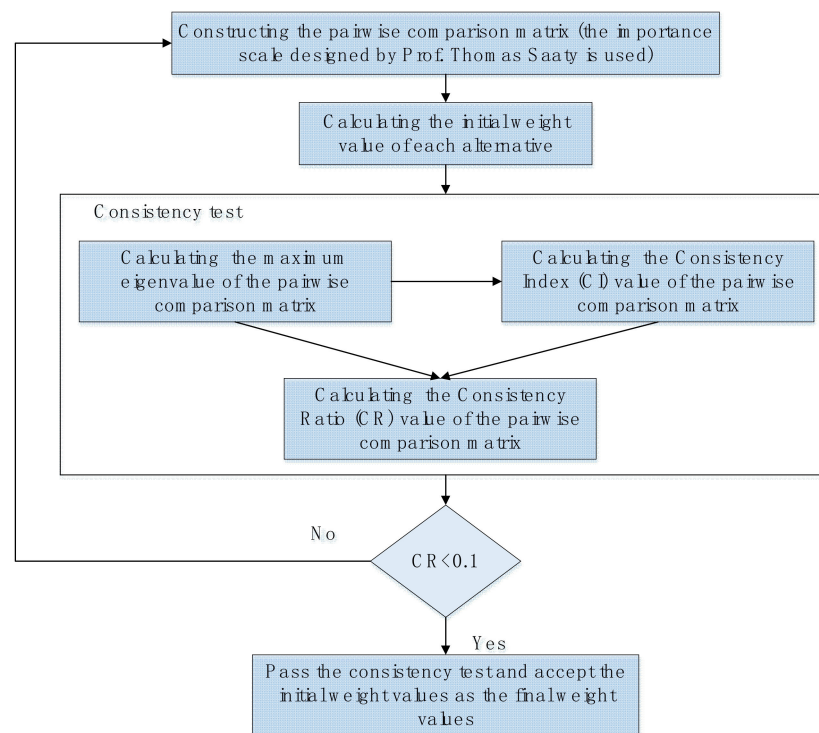 Constructing the pairwise comparison matrix (the importance
scale designed by Prof. Thomas Saaty is used)
Calculating the initial weight
value of each alternative
Consistency test
Calculating the maximum
eigenvalue of the pairwise
comparison matrix
Calculating the Consistency
Index (CI) value of the pairwise
comparison matrix
Calculating the Consistency
Ratio (CR) value of the pairwise
comparison matrix
No
CR<0.1
Yes
Pass the consistency test and accept the
initial weight values as the final weight
values